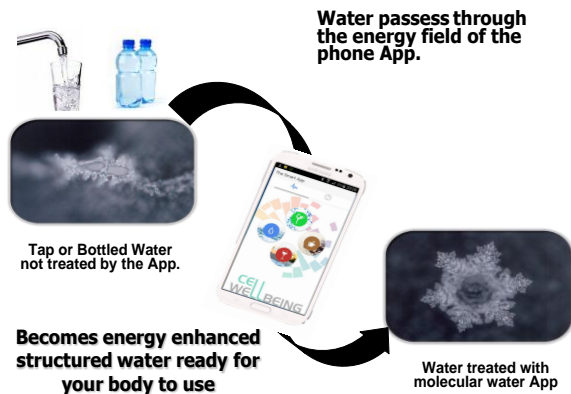 Water passess through
the energy field of the
phone App.
Tap or Bottled Water
not treated by the App.
CELL
WELLBEING
Becomes energy enhanced
structured water ready for
your body to use
Water treated with
molecular water App